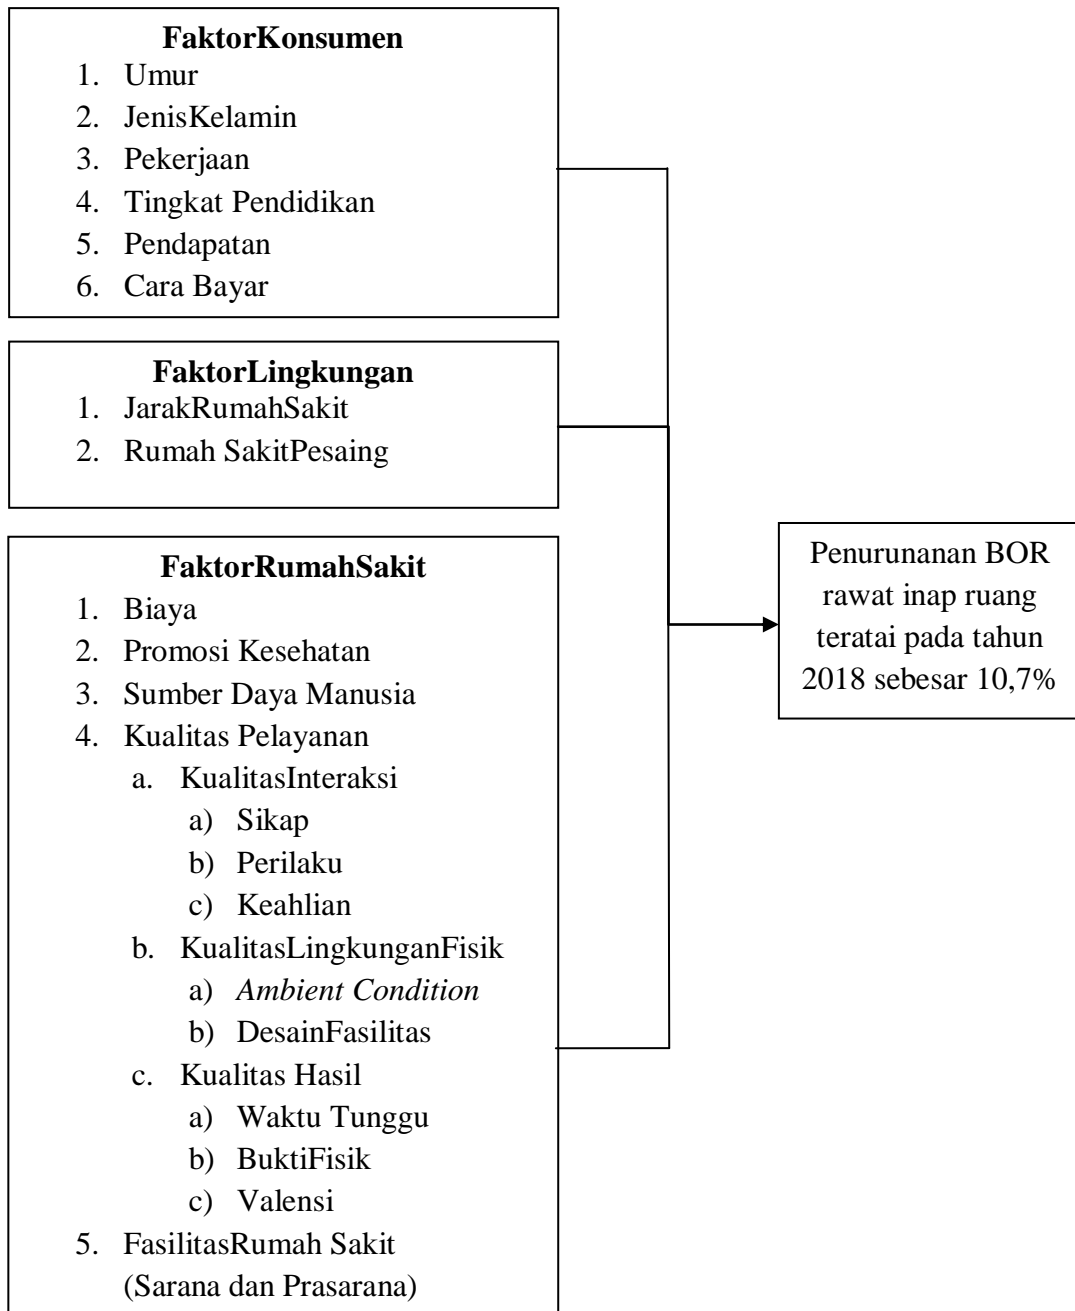 FaktorKonsumen
1. Umur
2. JenisKelamin
3. Pekerjaan
4. Tingkat Pendidikan
5. Pendapatan
6. Cara Bayar
FaktorLingkungan
1. JarakRumahSakit
2. Rumah SakitPesaing
FaktorRumahSakit
1. Biaya
2. Promosi Kesehatan
3. Sumber Daya Manusia
4. Kualitas Pelayanan
a. KualitasInteraksi
a) Sikap
b) Perilaku
c) Keahlian
b. KualitasLingkunganFisik
a) Ambient Condition
b) DesainFasilitas
c. Kualitas Hasil
a) Waktu Tunggu
b) BuktiFisik
c) Valensi
5. FasilitasRumah Sakit
(Sarana dan Prasarana)
Penurunanan BOR
rawat inap ruang
teratai pada tahun
2018 sebesar 10,7%